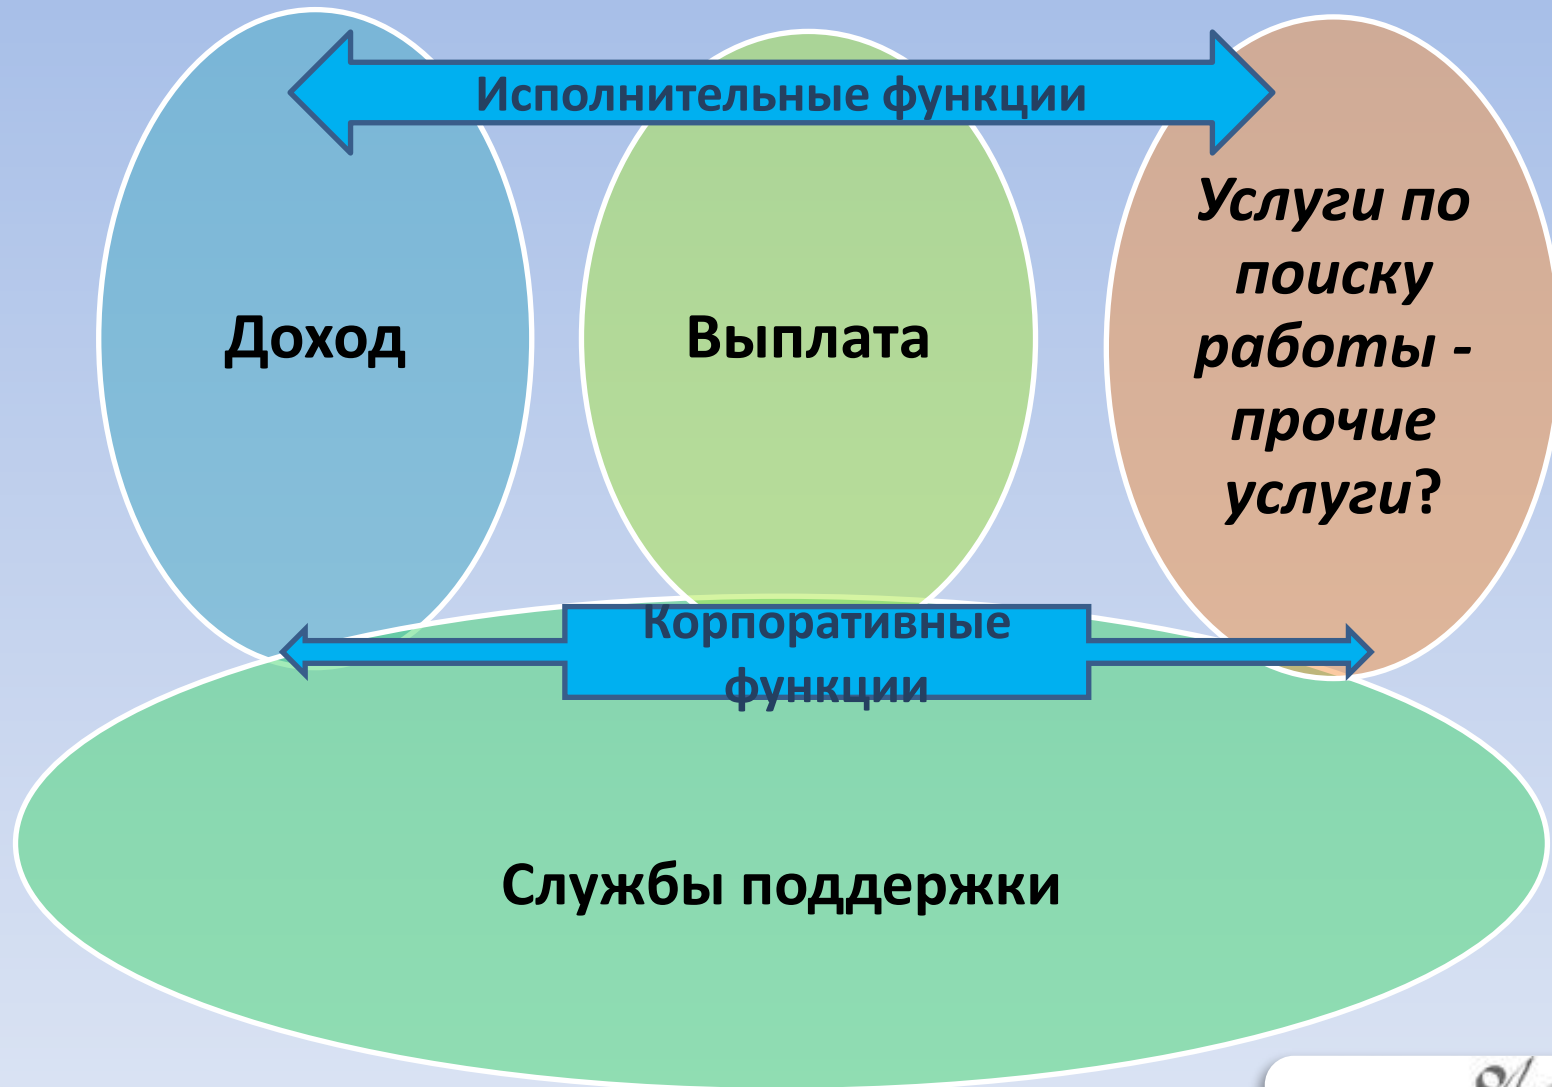 Исполнительные функции
Доход
Выплата
Услуги по
поиску
работы -
прочие
услуги?
Корпоративные
функции
Службы поддержки